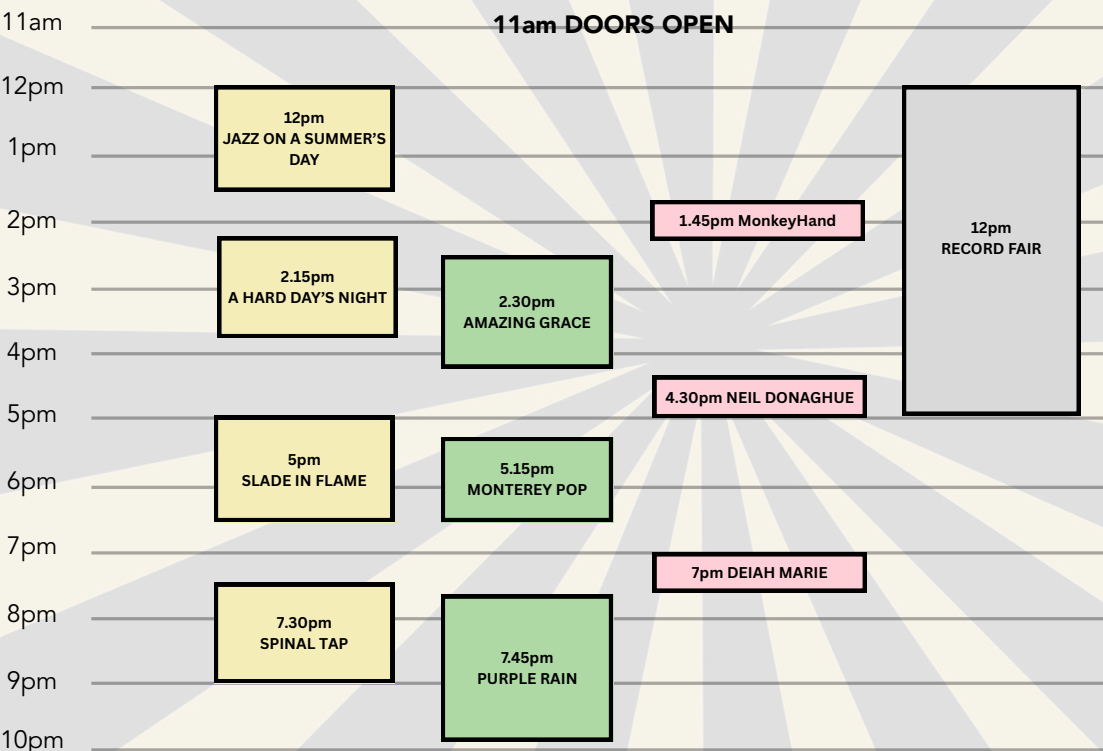 11am
11am DOORS OPEN
12pm
1pm
2pm
3pm
4pm
5pm
6pm
7pm
8pm
9pm
10pm
12pm
JAZZ ON A SUMMER'S
DAY
2.15pm
A HARD DAY'S NIGHT
5pm
SLADE IN FLAME
7.30pm
SPINAL TAP
2.30pm
AMAZING GRACE
5.15pm
MONTEREY POP
7.45pm
PURPLE RAIN
1.45pm MonkeyHand
4.30pm NEIL DONAGHUE
7pm DEIAH MARIE
12pm
RECORD FAIR